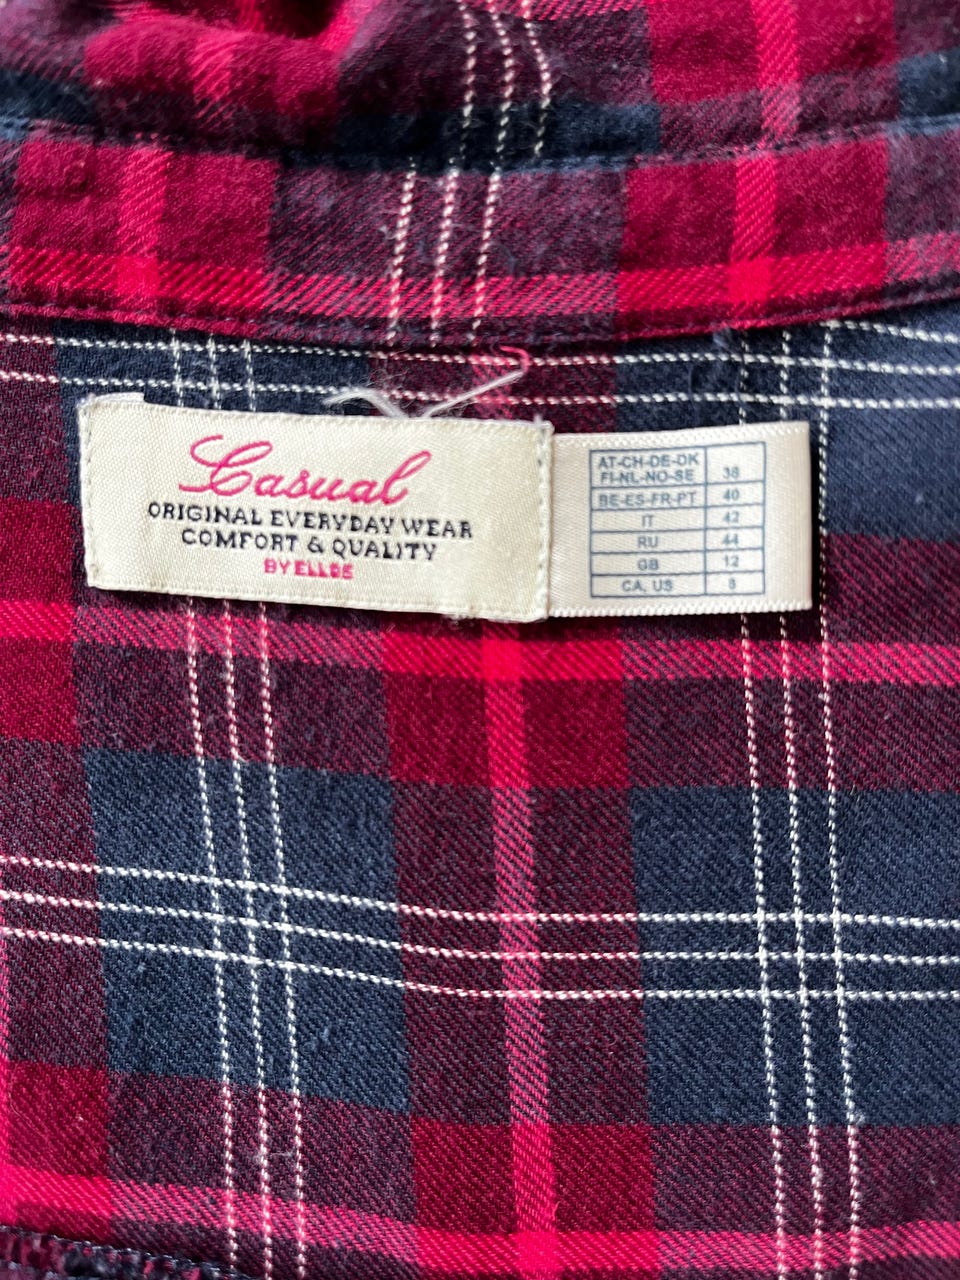 Casual
ORIGINAL EVERYDAY WEAR
COMFORT & QUALITY
BY ELLOS
AT-CH-DE-DK
FI-NL-NO-SE 38
BE-ES-FR-PT 40
IT 42
RU 44
GB 12
CA, US 8